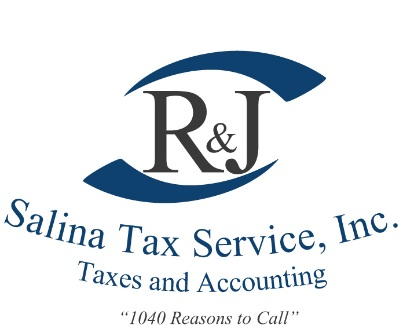 R&J
Salina Tax Service, Inc.
Taxes and Accounting
“1040 Reasons to Call”